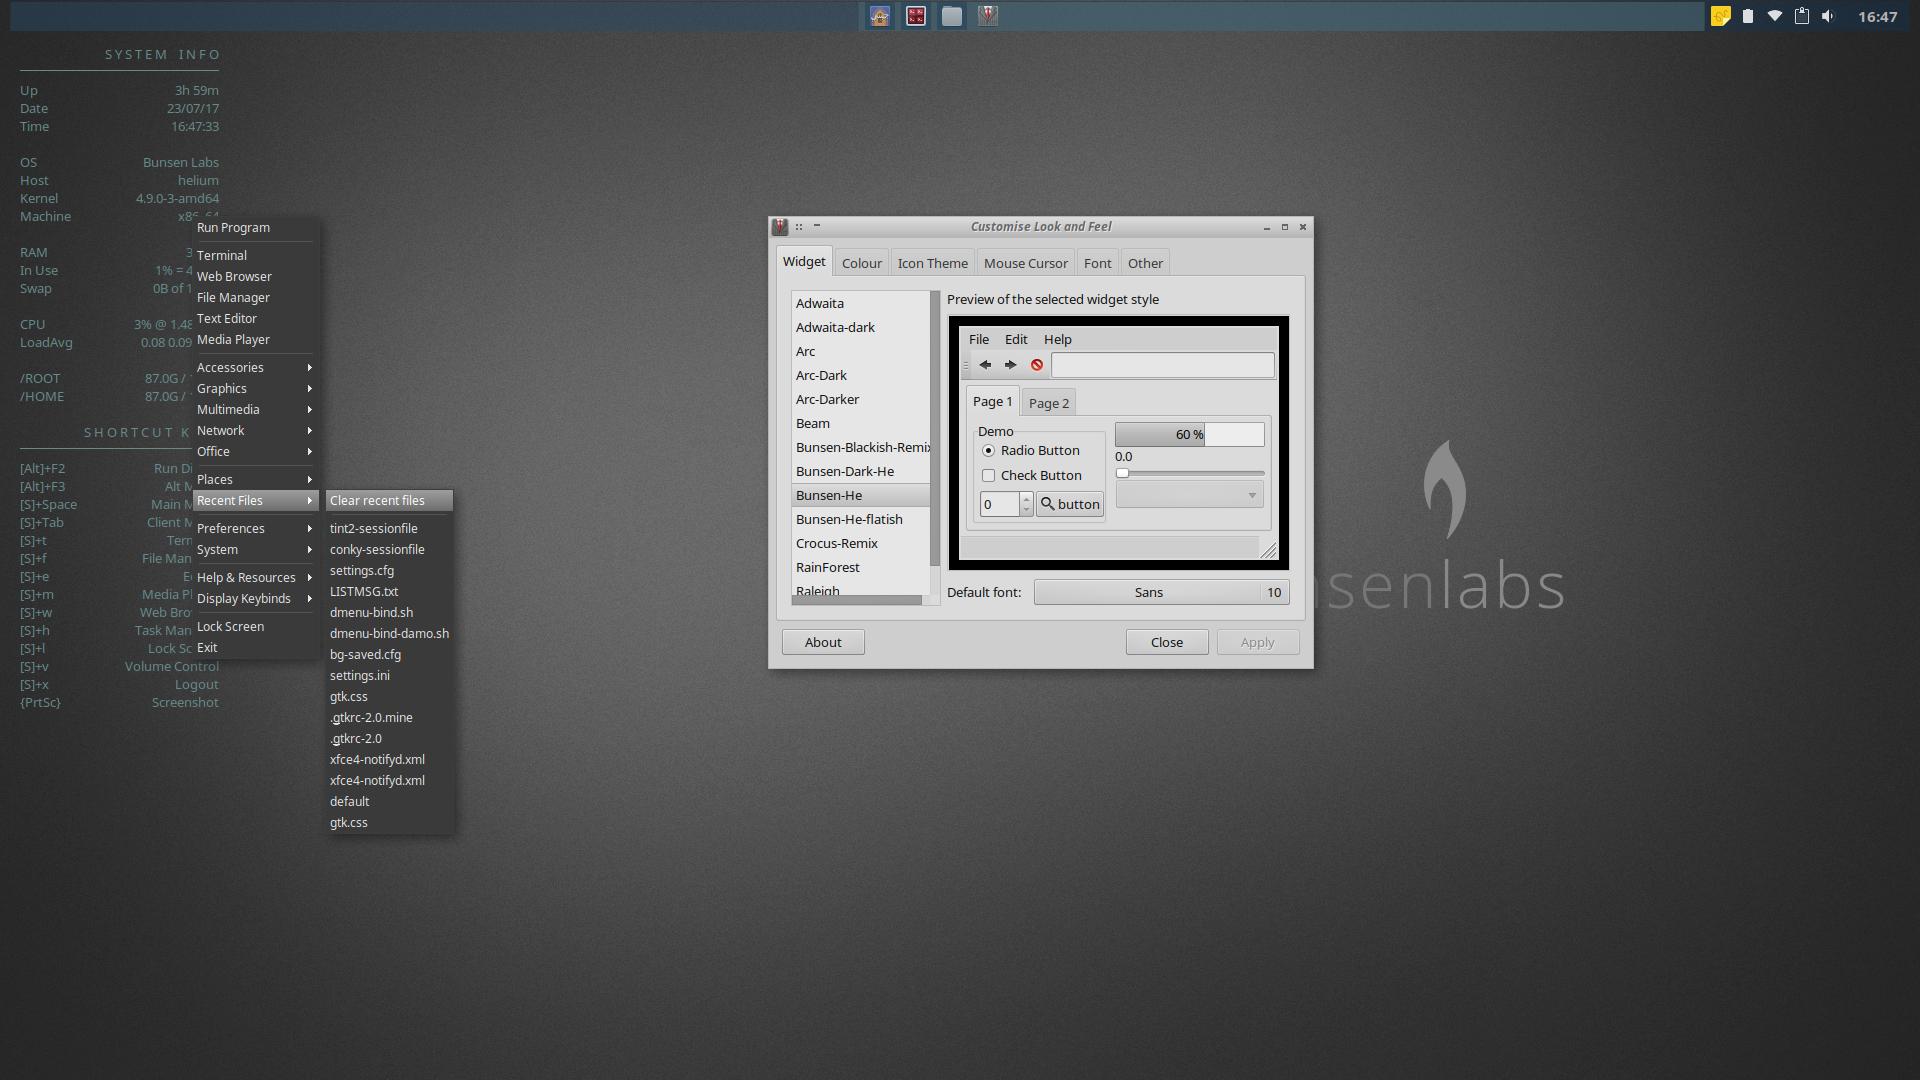 16:47
SYSTEM INFO
Up 3h 59m
Date 23/07/17
Time 16:47:33
OS Bunsen Labs
Host helium
Kernel 4.9.0-3-amd64
Machine
RAM
In Use 1% =
Swap 0B of
CPU 3% @
LoadAvg 0.08 0.09
/ROOT 87.0G /
/HOME 87.0G /
SHORTCUT K
[Alt]+F2 Run Di
[Alt]+F3 Alt M
[S]+Space Main M
[S]+Tab Client M
[S]+t Tern
[S]+f File Man
[S]+e E
[S]+m Media Pl
[S]+w Web Bro
[S]+h Task Man
[S]+l Lock Sc
[S]+v Volume Control
[S]+x Logout
{PrtSc} Screenshot
Run Program
Terminal
Web Browser
File Manager
Text Editor
Media Player
Accessories
Graphics
Multimedia
Network
Office
Places
Recent Files
Preferences
System
Help & Resources
Display Keybinds
Lock Screen
Exit
Clear recent files
tint2-sessionfile
conky-sessionfile
settings.cfg
LISTMSG.txt
dmenu-bind.sh
dmenu-bind-damo.sh
bg-saved.cfg
settings.ini
gtk.css
.gtkrc-2.0.mine
.gtkrc-2.0
xfce4-notifyd.xml
xfce4-notifyd.xml
default
gtk.css
Customise Look and Feel
Widget Colour Icon Theme Mouse Cursor Font Other
Adwaita
Adwaita-dark
Arc
Arc-Dark
Arc-Darker
Beam
Bunsen-Blackish-Remix
Bunsen-Dark-He
Bunsen-He
Bunsen-He-flatish
Crocus-Remix
RainForest
Raleigh
Preview of the selected widget style
File Edit Help
Page 1 Page 2
Demo
Radio Button
Check Button
0 button
60 %
0.0
Default font: Sans 10
About Close Apply
nsenlabs